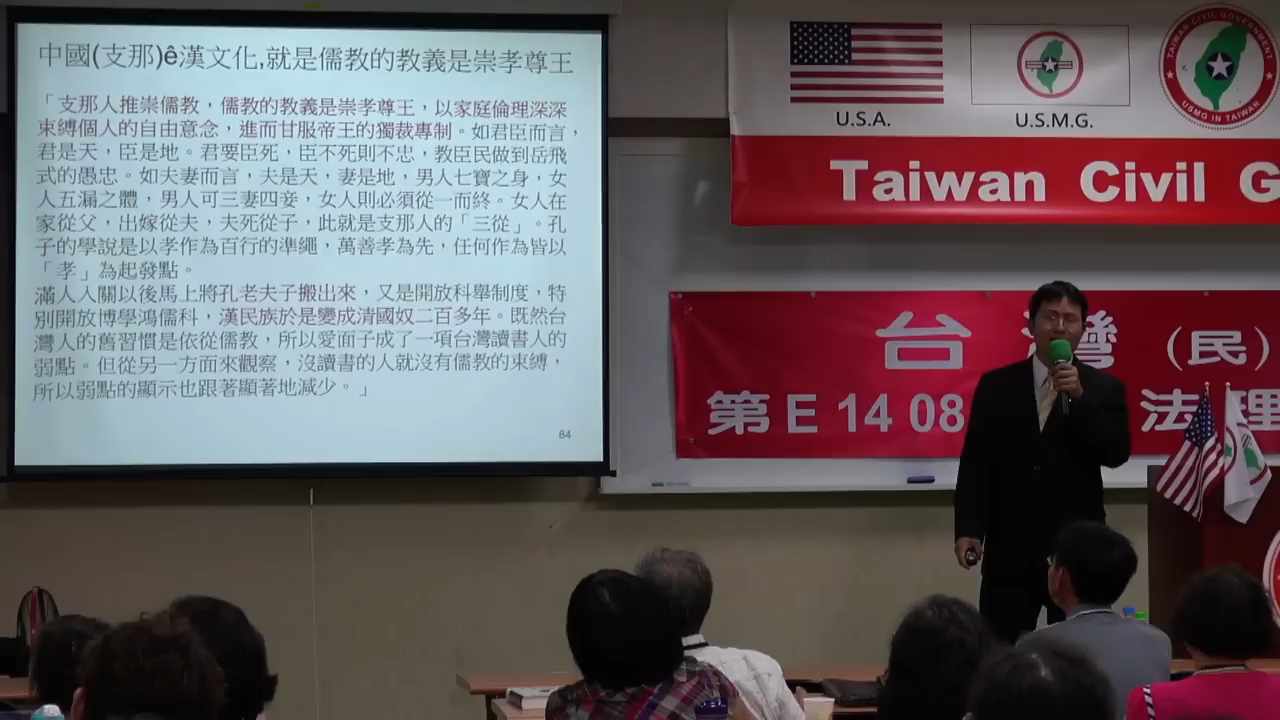 中國(支那)ê漢文化,就是儒教的教義是崇孝尊王
「支那人推崇儒教，儒教的教義是崇孝尊王，以家庭倫理深深
束縛個人的自由意念，進而甘服帝王的獨裁專制。如君臣而言，
君是天，臣是地。君要臣死，臣不死則不忠，教臣民做到岳飛
式的愚忠。如夫妻而言，夫是天，妻是地，男人七寶之身，女
人五漏之體，男人可三妻四妾，女人則必須從一而終。女人在
家從父，出嫁從夫，夫死從子，此就是支那人的「三從」。孔
子的學說是以孝作為百行的準繩，萬善孝為先，任何作為皆以
「孝」為起發點。
滿人入關以後馬上將孔老夫子搬出來，又是開放科舉制度，特
別開放博學鴻儒科，漢民族於是變成清國奴二百多年。既然台
灣人的舊習慣是依從儒教，所以愛面子成了一項台灣讀書人的
弱點。但從另一方面來觀察，沒讀書的人就沒有儒教的束縛，
所以弱點的顯示也跟著顯著地減少。」
84
U.S.A.
U.S.M.G.
TAIWAN CIVIL GOVERNMENT
USMG IN TAIWAN
Taiwan Civil G
台灣（民）
第E 14 08
法理